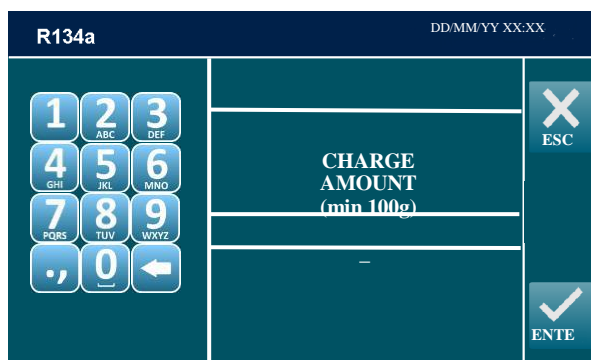 R134a
DD/MM/YY XX:XX
1 2 3
ABC DEF
4 5 6
GHI JKL MNO
7 8 9
PQRS TUV WXYZ
., 0
CHARGE
AMOUNT
(min 100g)
_
ESC
ENTE